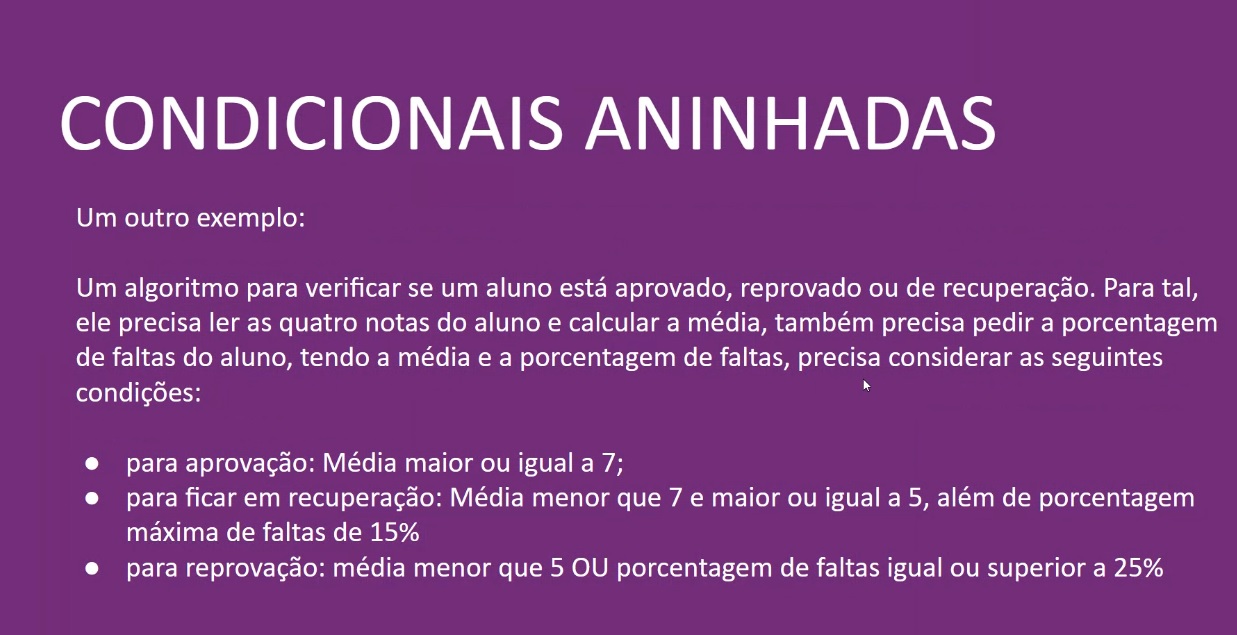 CONDICIONAIS ANINHADAS
Um outro exemplo:
Um algoritmo para verificar se um aluno está aprovado, reprovado ou de recuperação. Para tal,
ele precisa ler as quatro notas do aluno e calcular a média, também precisa pedir a porcentagem
de faltas do aluno, tendo a média e a porcentagem de faltas, precisa considerar as seguintes
condições:
● para aprovação: Média maior ou igual a 7;
● para ficar em recuperação: Média menor que 7 e maior ou igual a 5, além de porcentagem
máxima de faltas de 15%
● para reprovação: média menor que 5 OU porcentagem de faltas igual ou superior a 25%